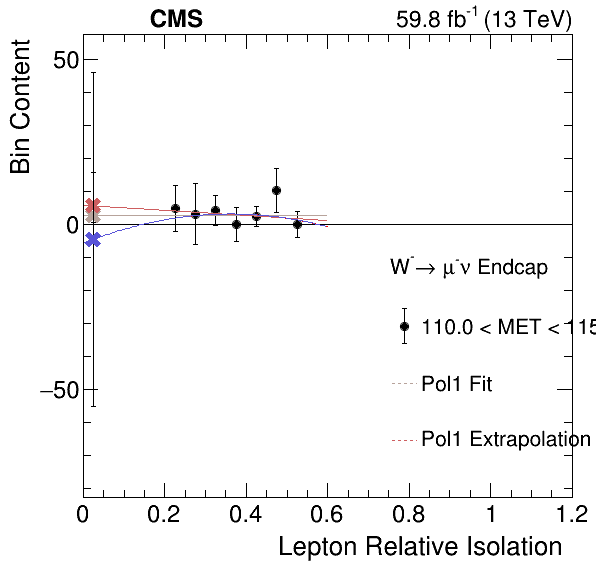 CMS 59.8 fb⁻¹ (13 TeV)
Bin Content
50
0
−50
W⁻→ μ⁻ν Endcap
110.0 < MET < 115
Pol1 Fit
Pol1 Extrapolation
0 0.2 0.4 0.6 0.8 1 1.2
Lepton Relative Isolation